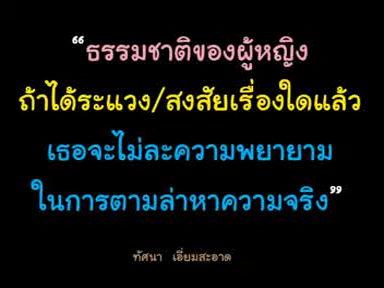 “ธรรมชาติของผู้หญิง
ถ้าได้ระแวง/สงสัยเรื่องใดแล้ว
เธอจะไม่ละความพยายาม
ในการตามล่าหาความจริง”
ทัศนา เอี่ยมสะอาด